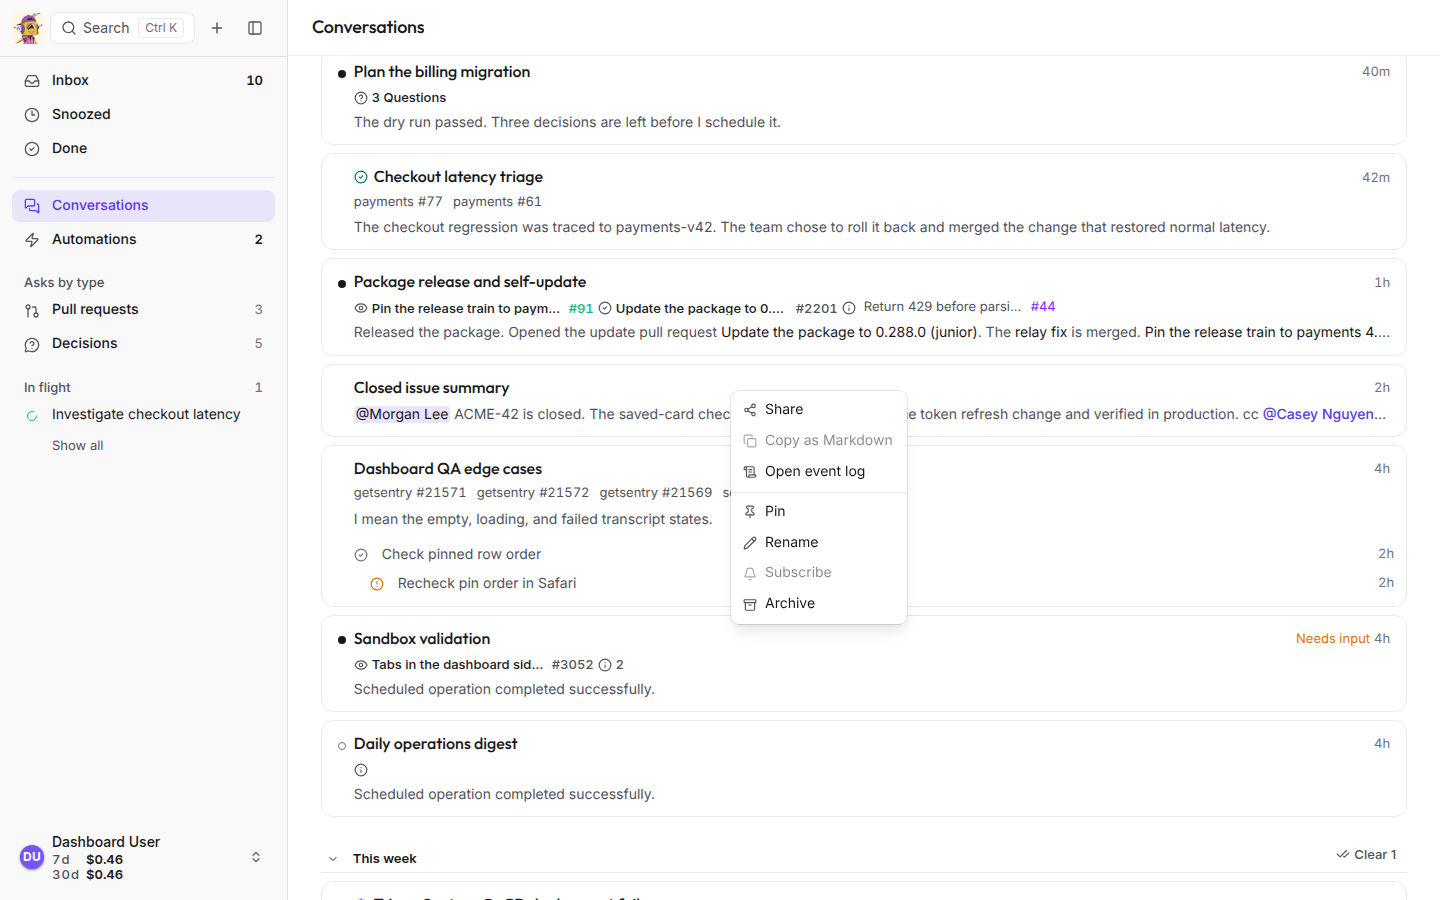 Search Ctrl K
Inbox 10
Snoozed
Done
Conversations
Automations 2
Asks by type
Pull requests 3
Decisions 5
In flight 1
Investigate checkout latency
Show all
DU Dashboard User
7d $0.46
30d $0.46
Conversations
Plan the billing migration 40m
3 Questions
The dry run passed. Three decisions are left before I schedule it.
Checkout latency triage 42m
payments #77 payments #61
The checkout regression was traced to payments-v42. The team chose to roll it back and merged the change that restored normal latency.
Package release and self-update 1h
Pin the release train to paym... #91 Update the package to 0.... #2201 Return 429 before parsi... #44
Released the package. Opened the update pull request Update the package to 0.288.0 (junior). The relay fix is merged. Pin the release train to payments 4....
Closed issue summary 2h
@Morgan Lee ACME-42 is closed. The saved-card chec
token refresh change and verified in production. cc @Casey Nguyen...
Dashboard QA edge cases 4h
getsentry #21571 getsentry #21572 getsentry #21569
I mean the empty, loading, and failed transcript states.
Check pinned row order 2h
Recheck pin order in Safari 2h
Share
Copy as Markdown
Open event log
Pin
Rename
Subscribe
Archive
Sandbox validation Needs input 4h
Tabs in the dashboard sid... #3052 2
Scheduled operation completed successfully.
Daily operations digest 4h
Scheduled operation completed successfully.
This week Clear 1